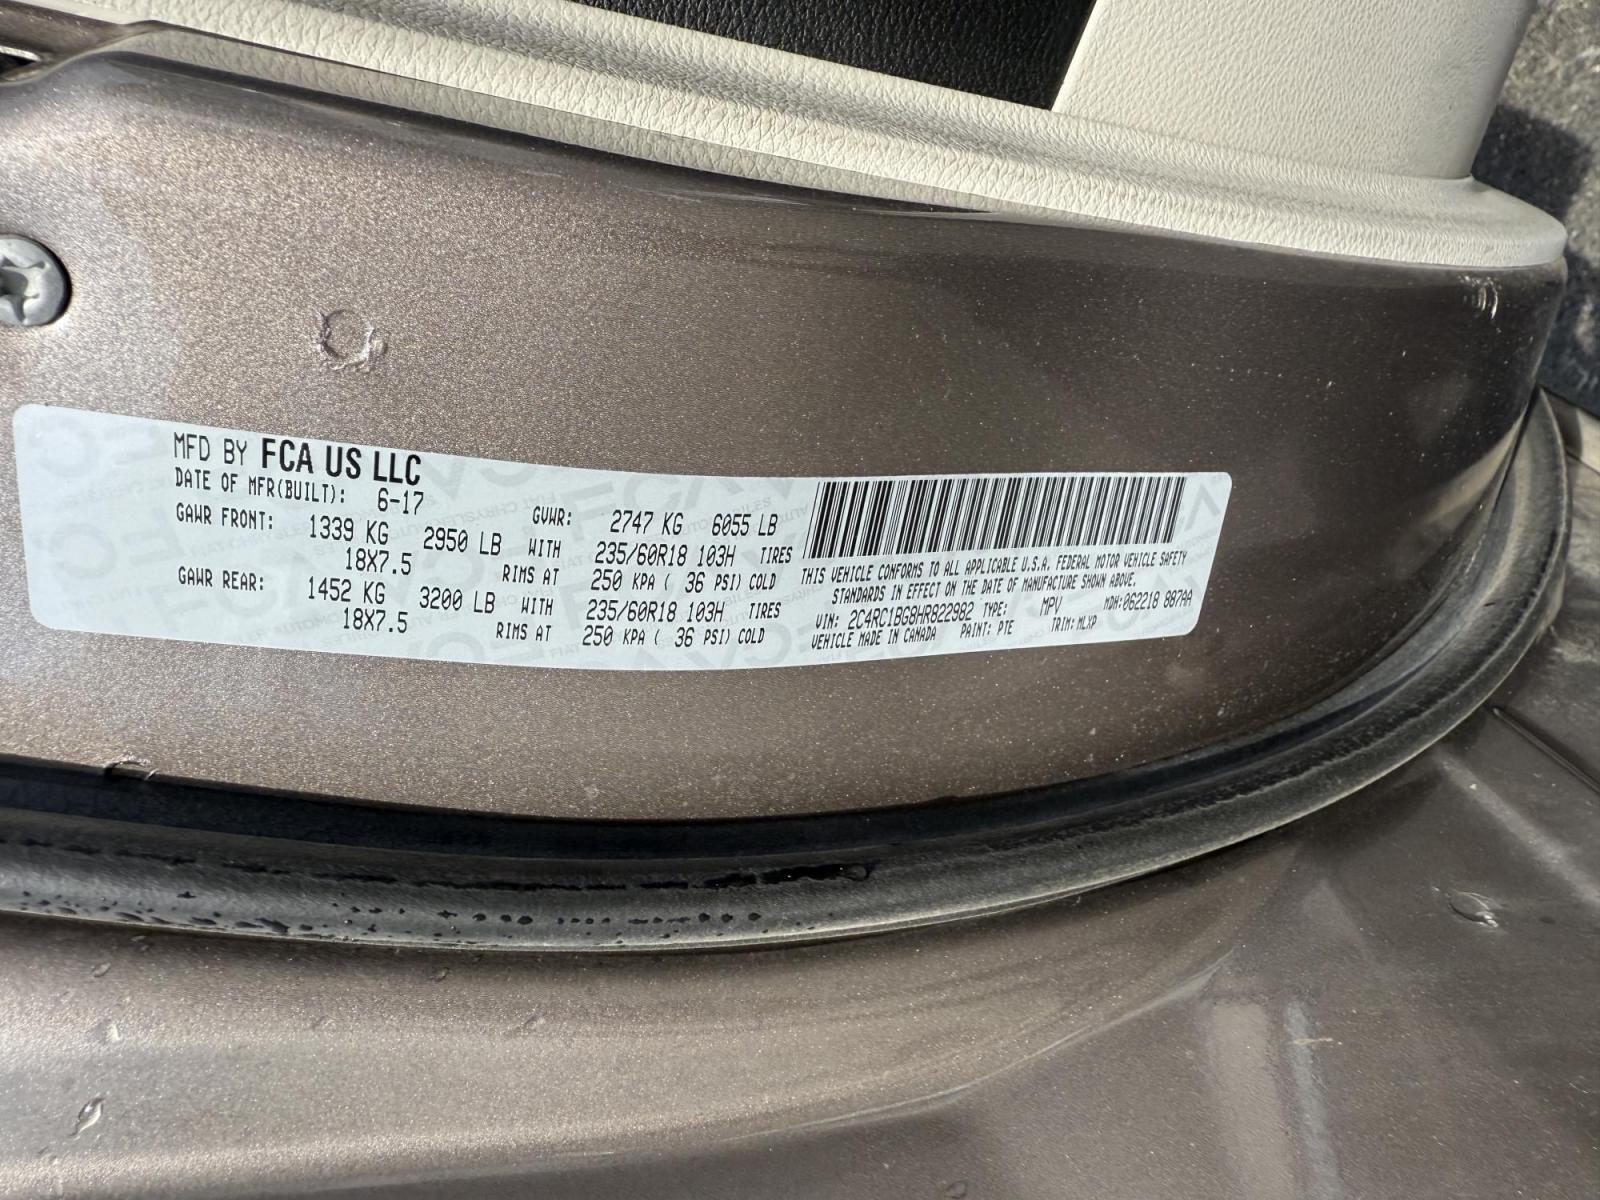 MFD BY FCA US LLC
DATE OF MFR(BUILT): 6-17 GVWR: 2747 KG 6055 LB
GAWR FRONT: 1339 KG 2950 LB WITH 235/60R18 103H TIRES
18X7.5 RIMS AT 250 KPA ( 36 PSI) COLD
GAWR REAR: 1452 KG 3200 LB WITH 235/60R18 103H TIRES
18X7.5 RIMS AT 250 KPA ( 36 PSI) COLD
THIS VEHICLE CONFORMS TO ALL APPLICABLE U.S.A. FEDERAL MOTOR VEHICLE SAFETY
STANDARDS IN EFFECT ON THE DATE OF MANUFACTURE SHOWN ABOVE.
VIN: 2C4RC1BG8HR822982 TYPE: MPV MDH:062218 887AA
VEHICLE MADE IN CANADA PAINT: PTE TRIM: MLXP